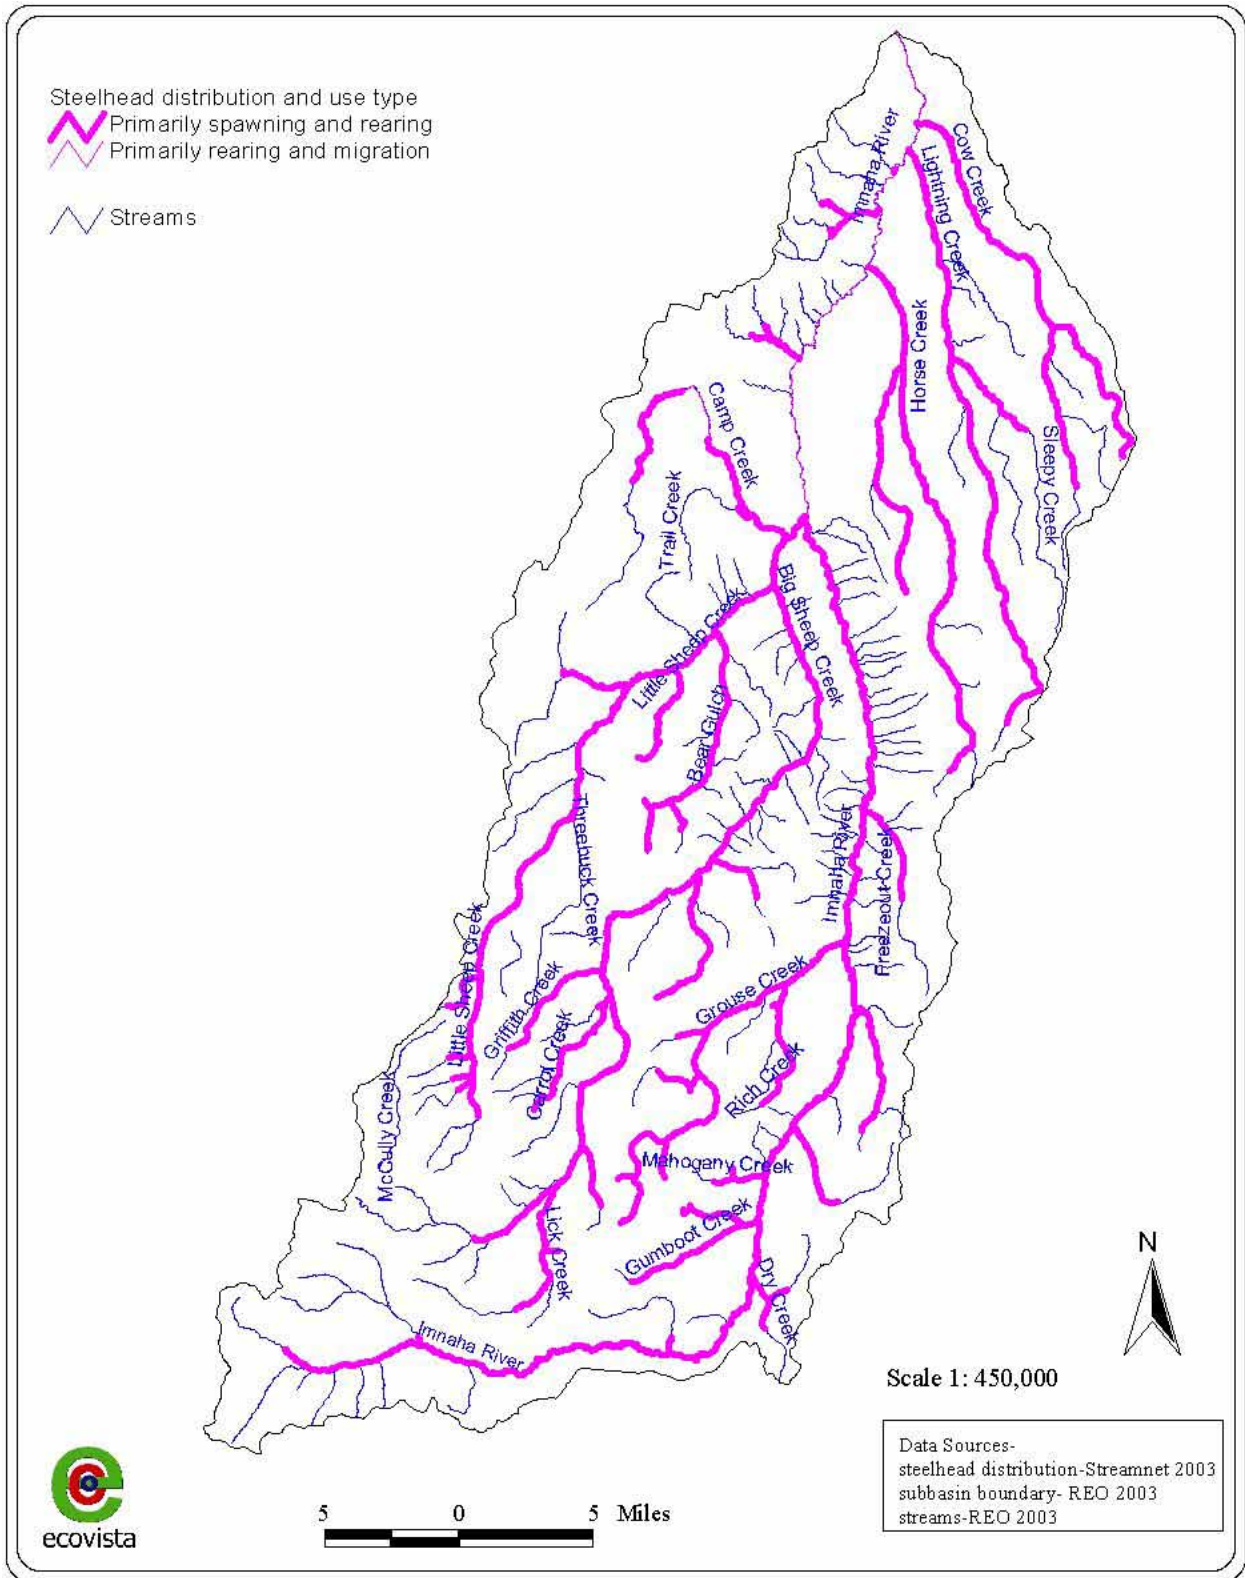 Steelhead distribution and use type
Primarily spawning and rearing
Primarily rearing and migration
Streams
Cow Creek
Imnaha River
Lightning Creek
Horse Creek
Camp Creek
Sleepy Creek
Trail Creek
Big Sheep Creek
Little Sheep Creek
Bear Gulch
Threebuck Creek
Imnaha River
Freezeout Creek
Little Sheep Creek
Griffith Creek
Grouse Creek
Carrol Creek
Rich Creek
McCully Creek
Mahogany Creek
Lick Creek
Gumboot Creek
Dry Creek
Imnaha River
N
Scale 1: 450,000
Data Sources-
steelhead distribution-Streamnet 2003
subbasin boundary- REO 2003
streams-REO 2003
ecovista
5 0 5 Miles